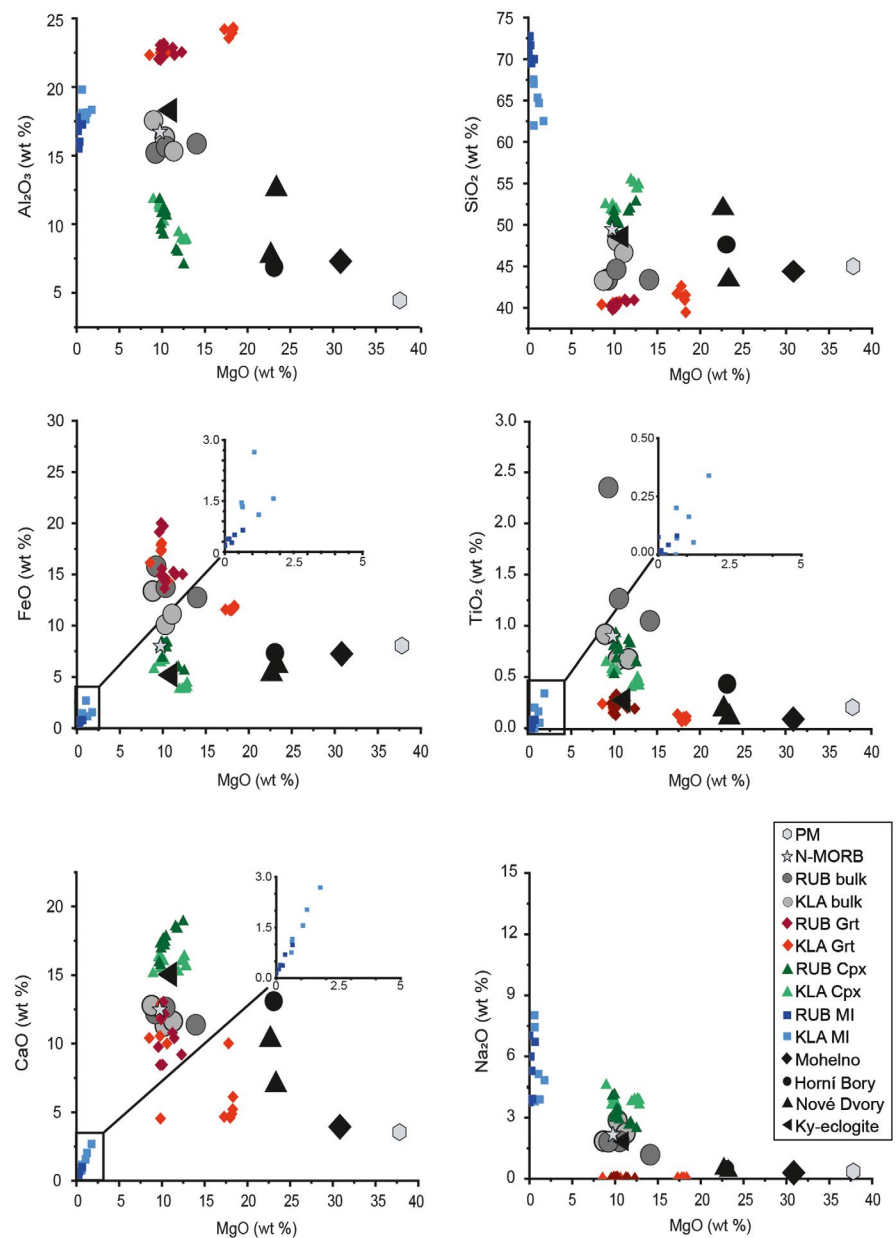 25
20
15
10
5
0 5 10 15 20 25 30 35 40
Al₂O₃ (wt %)
MgO (wt %)
75
70
65
60
55
50
45
40
0 5 10 15 20 25 30 35 40
SiO₂ (wt %)
MgO (wt %)
30
25
20
15
10
5
0
0 5 10 15 20 25 30 35 40
FeO (wt %)
MgO (wt %)
3.0
1.5
0
0 5
3.0
2.5
2.0
1.5
1.0
0.5
0.0
0 5 10 15 20 25 30 35 40
TiO₂ (wt %)
MgO (wt %)
0.50
0.25
0.00
0 2.5 5
20
15
10
5
0
0 5 10 15 20 25 30 35 40
CaO (wt %)
MgO (wt %)
3.0
1.5
0.0
0 2.5 5
15
12
9
6
3
0
0 5 10 15 20 25 30 35 40
Na₂O (wt %)
MgO (wt %)
PM
N-MORB
RUB bulk
KLA bulk
RUB Grt
KLA Grt
RUB Cpx
KLA Cpx
RUB MI
KLA MI
Mohelno
Horní Bory
Nové Dvory
Ky-eclogite